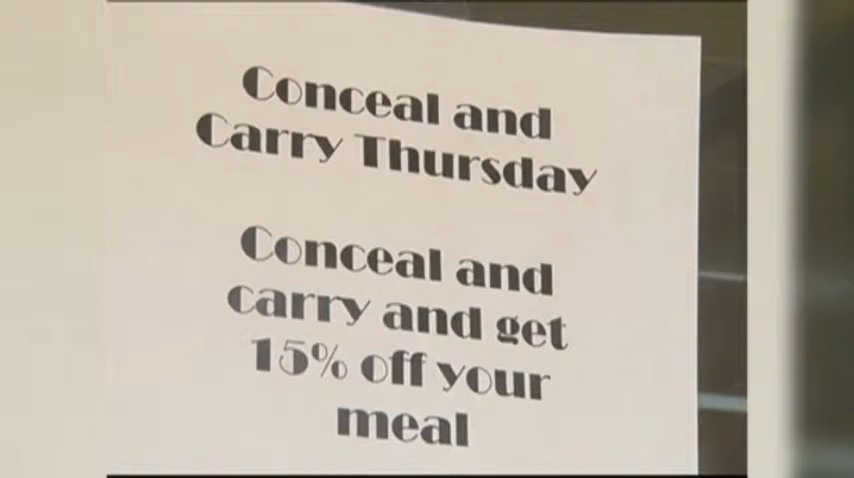 Conceal and
Carry Thursday
Conceal and
carry and get
15% off your
meal